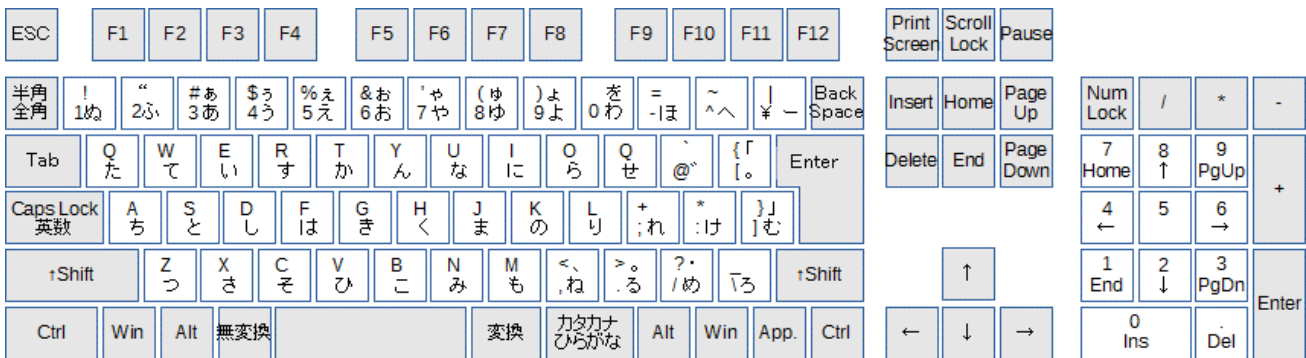 ESC F1 F2 F3 F4 F5 F6 F7 F8 F9 F10 F11 F12 Print Scroll Pause
Screen Lock
半角 ! “ #ぁ $ぅ %ぇ &ぉ 'ゃ (ゅ )ょ を = ~ | Back Insert Home Page Num / * -
全角 1ぬ 2ふ 3あ 4う 5え 6お 7や 8ゆ 9よ 0わ -ほ ^へ ¥ー Space Up Lock
Tab Q W E R T Y U I O Q ` {「 Enter Delete End Page 7 8 9 +
た て い す か ん な に ら せ @゛ [。 Down Home ↑ PgUp
Caps Lock A S D F G H J K L + * }」 4 5 6
英数 ち と し は き く ま の り ;れ :け ]む ← →
↑Shift Z X C V B N M <、 >。 ?・ _ ↑Shift ↑ 1 2 3 Enter
つ さ そ ひ こ み も ,ね .る /め \ろ End ↓ PgDn
Ctrl Win Alt 無変換 変換 カタカナ Alt Win App. Ctrl ← ↓ → 0 .
ひらがな Ins Del